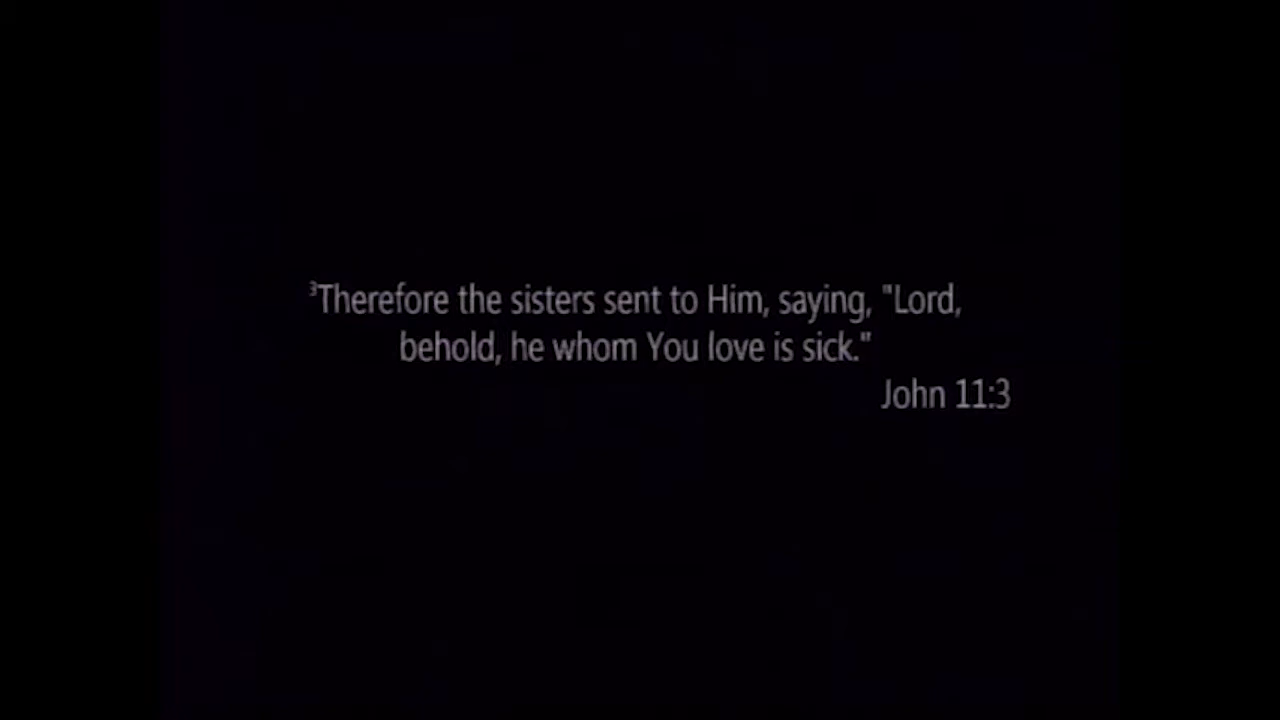 ³Therefore the sisters sent to Him, saying, "Lord,
behold, he whom You love is sick."
John 11:3